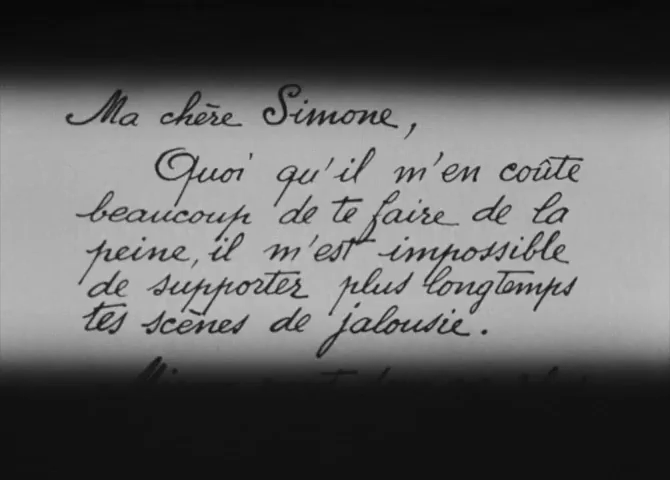 Ma chère Simone,
Quoi qu'il m'en coûte
beaucoup de te faire de la
peine, il m'est impossible
de supporter plus longtemps
tes scènes de jalousie.